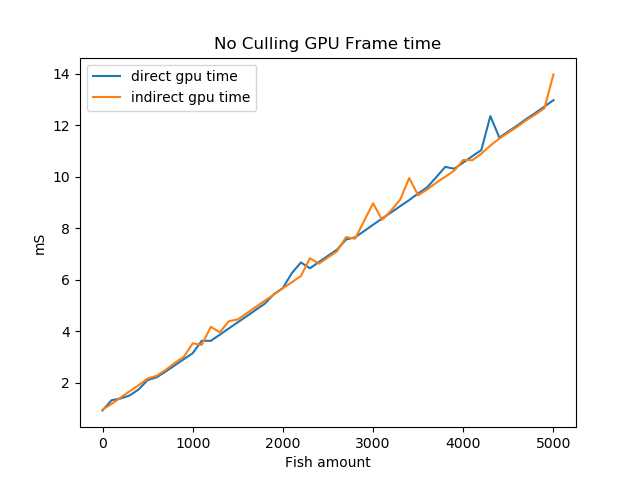 No Culling GPU Frame time
direct gpu time
indirect gpu time
mS
14
12
10
8
6
4
2
0 1000 2000 3000 4000 5000
Fish amount